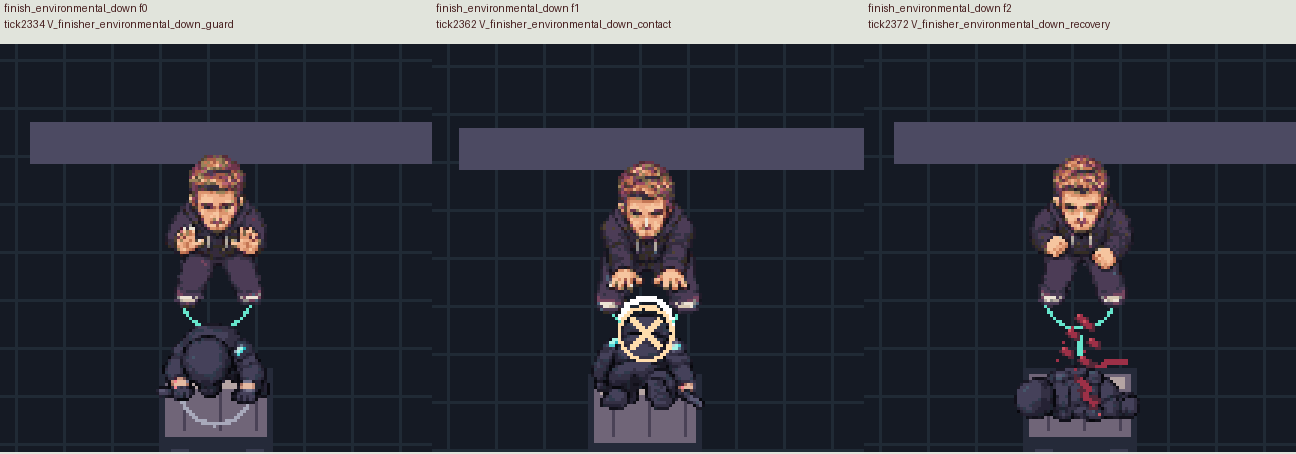 finish_environmental_down f0
tick2334 V_finisher_environmental_down_guard
finish_environmental_down f1
tick2362 V_finisher_environmental_down_contact
finish_environmental_down f2
tick2372 V_finisher_environmental_down_recovery